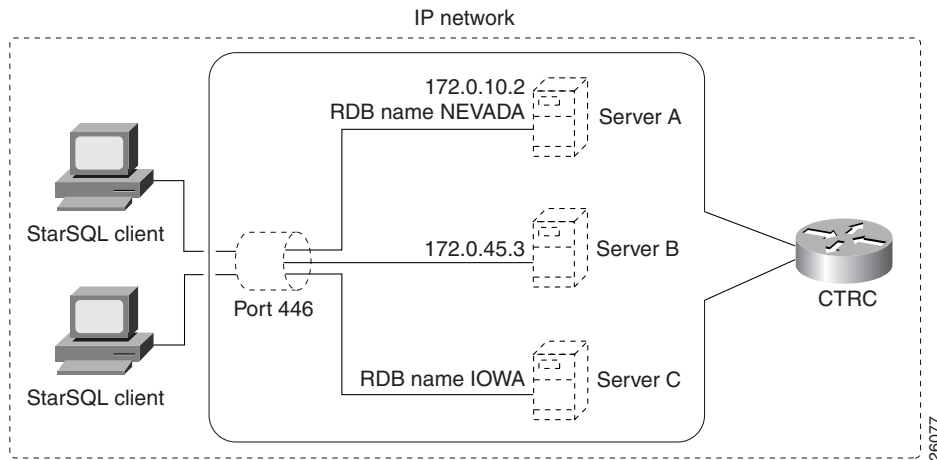 IP network
172.0.10.2
RDB name NEVADA
Server A
StarSQL client
172.0.45.3
Server B
Port 446
CTRC
RDB name IOWA
Server C
StarSQL client
26077